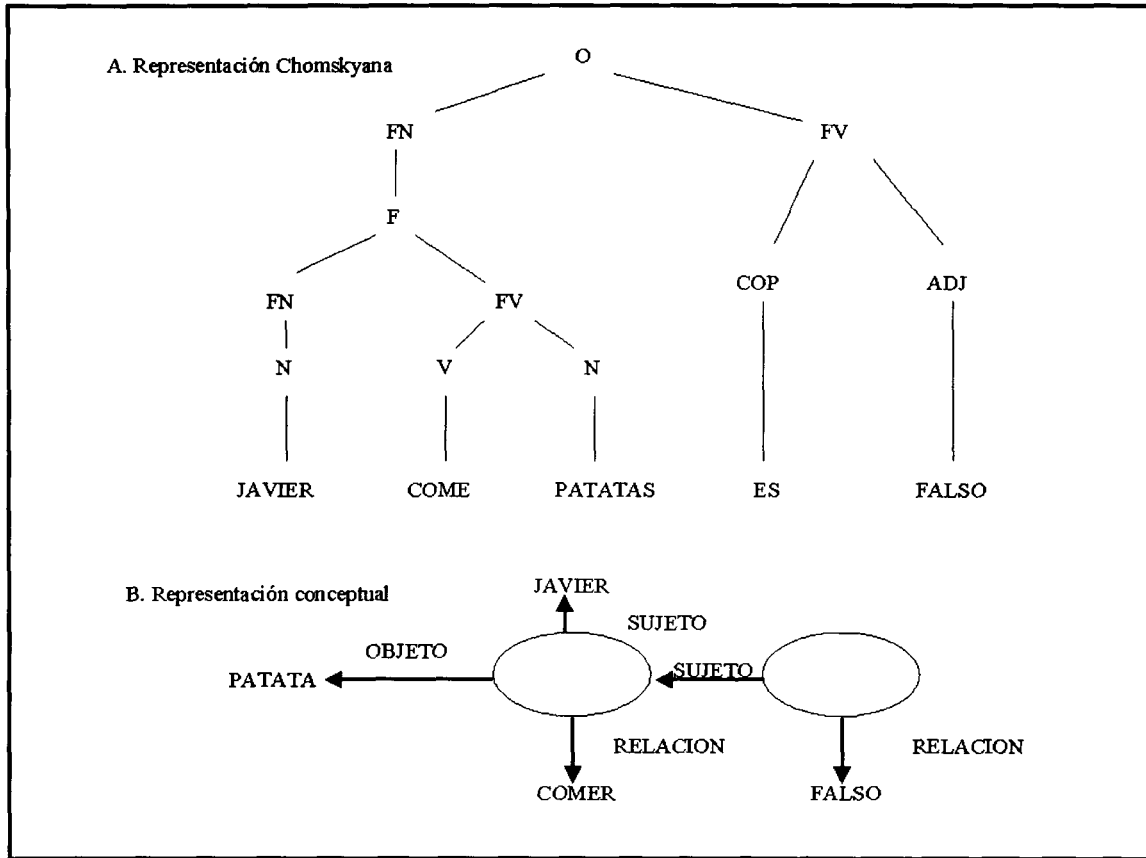 O
A. Representación Chomskyana
FN FV
F
FN FV COP ADJ
N V N
JAVIER COME PATATAS ES FALSO
B. Representación conceptual
JAVIER
SUJETO
OBJETO
PATATA SUJETO
RELACION RELACION
COMER FALSO